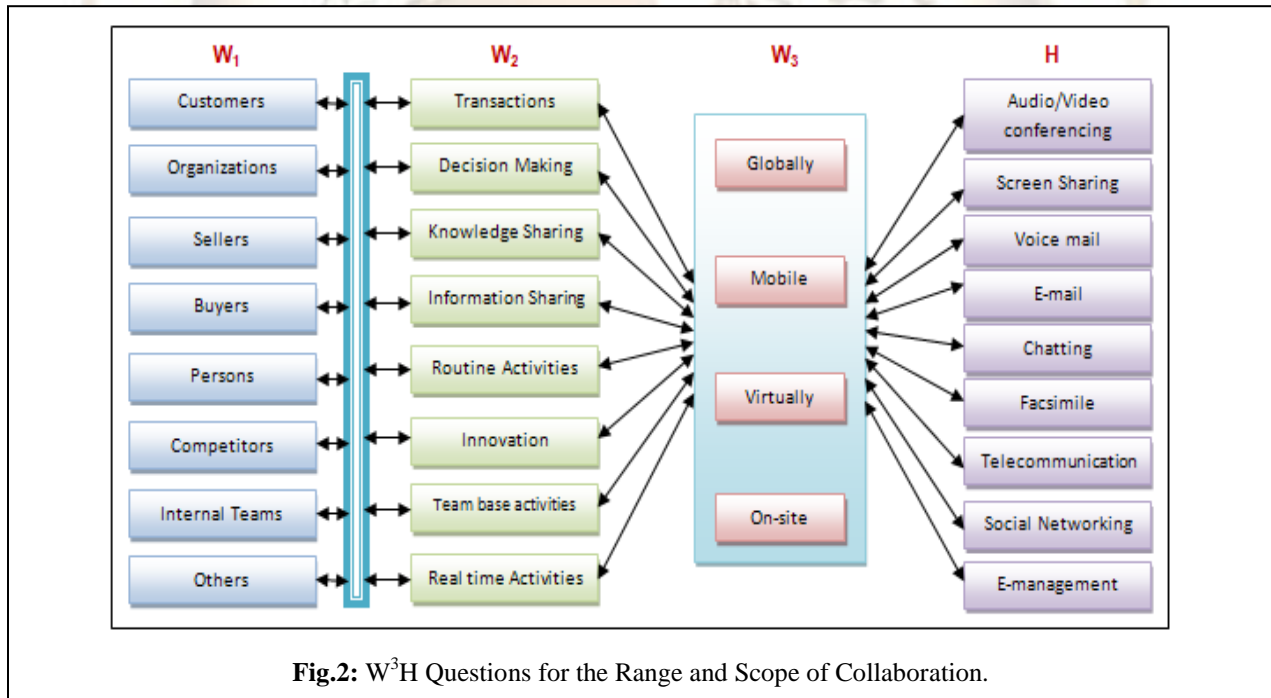 W₁ W₂ W₃ H
Customers
Organizations
Sellers
Buyers
Persons
Competitors
Internal Teams
Others
Transactions
Decision Making
Knowledge Sharing
Information Sharing
Routine Activities
Innovation
Team base activities
Real time Activities
Globally
Mobile
Virtually
On-site
Audio/Video
conferencing
Screen Sharing
Voice mail
E-mail
Chatting
Facsimile
Telecommunication
Social Networking
E-management
Fig.2: W³H Questions for the Range and Scope of Collaboration.